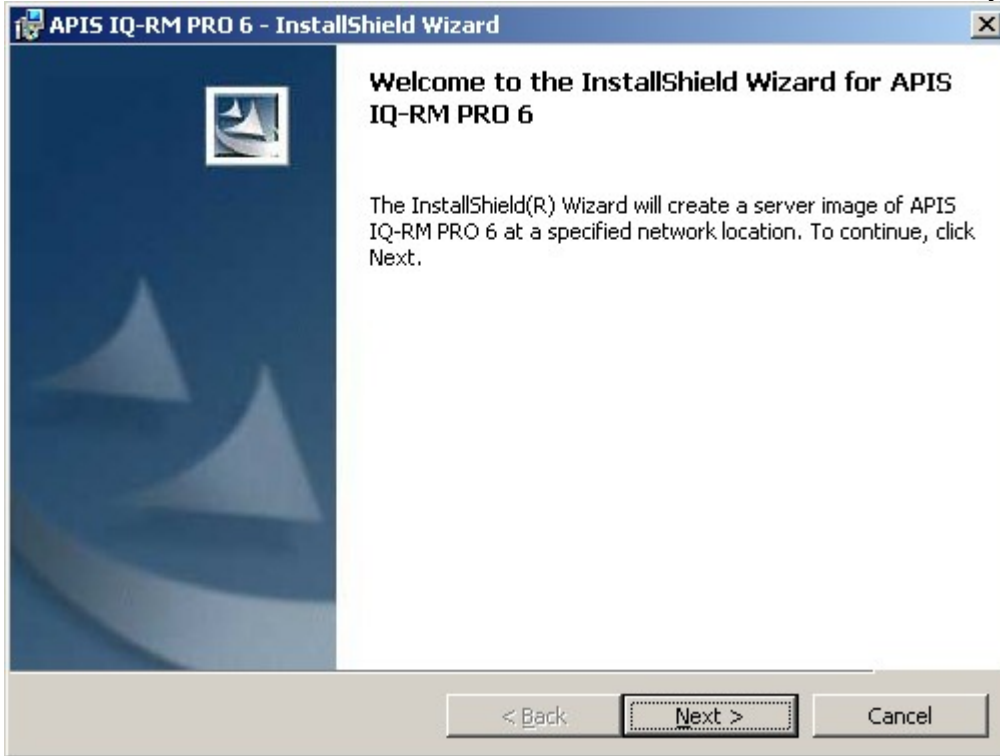 APIS IQ-RM PRO 6 - InstallShield Wizard
Welcome to the InstallShield Wizard for APIS
IQ-RM PRO 6
The InstallShield(R) Wizard will create a server image of APIS
IQ-RM PRO 6 at a specified network location. To continue, click
Next.
< Back
Next >
Cancel